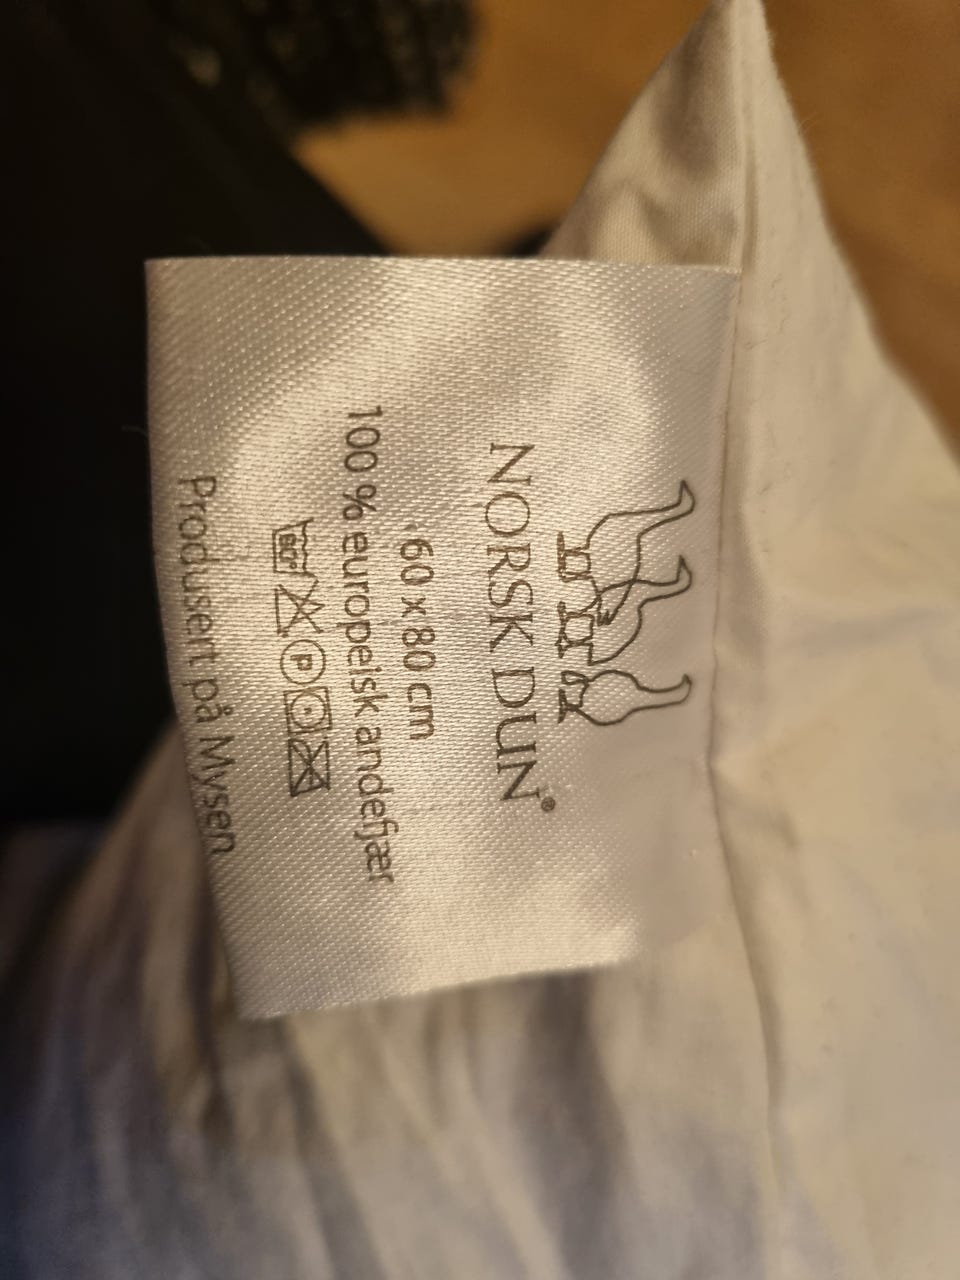 NORSK DUN®
60 x 80 cm
100 % europeisk andefjær
P
Produsert på Mysen